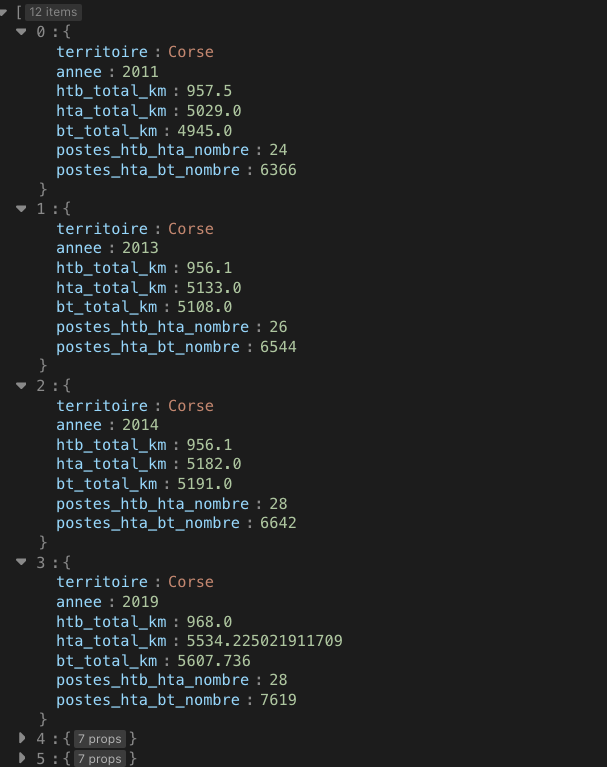 [ 12 items
0 : {
territoire : Corse
annee : 2011
htb_total_km : 957.5
hta_total_km : 5029.0
bt_total_km : 4945.0
postes_htb_hta_nombre : 24
postes_hta_bt_nombre : 6366
}
1 : {
territoire : Corse
annee : 2013
htb_total_km : 956.1
hta_total_km : 5133.0
bt_total_km : 5108.0
postes_htb_hta_nombre : 26
postes_hta_bt_nombre : 6544
}
2 : {
territoire : Corse
annee : 2014
htb_total_km : 956.1
hta_total_km : 5182.0
bt_total_km : 5191.0
postes_htb_hta_nombre : 28
postes_hta_bt_nombre : 6642
}
3 : {
territoire : Corse
annee : 2019
htb_total_km : 968.0
hta_total_km : 5534.225021911709
bt_total_km : 5607.736
postes_htb_hta_nombre : 28
postes_hta_bt_nombre : 7619
}
4 : { 7 props }
5 : { 7 props }